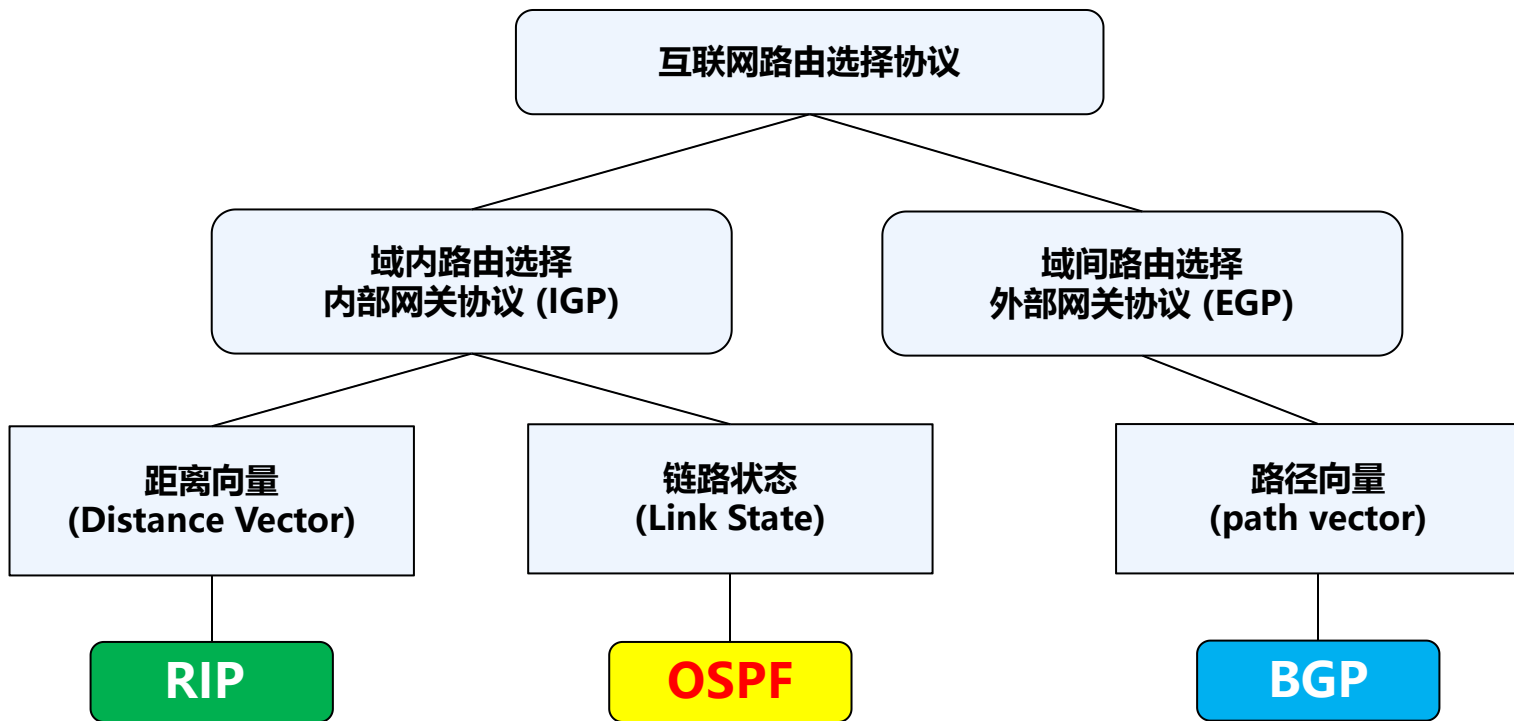 互联网路由选择协议
域内路由选择
内部网关协议 (IGP)
域间路由选择
外部网关协议 (EGP)
距离向量
(Distance Vector)
链路状态
(Link State)
路径向量
(path vector)
RIP
OSPF
BGP